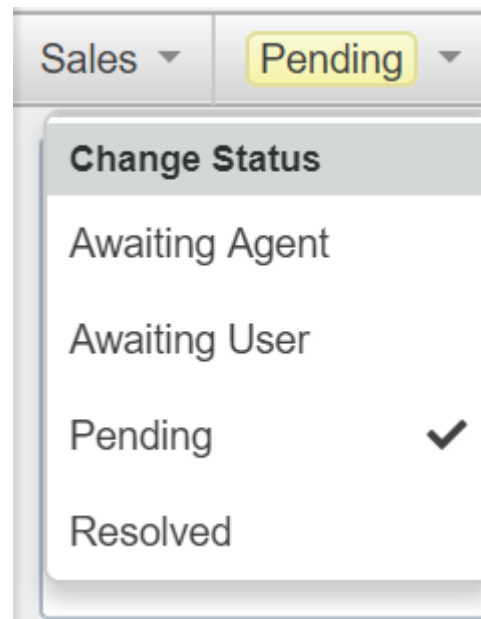 Sales Pending
Change Status
Awaiting Agent
Awaiting User
Pending
Resolved